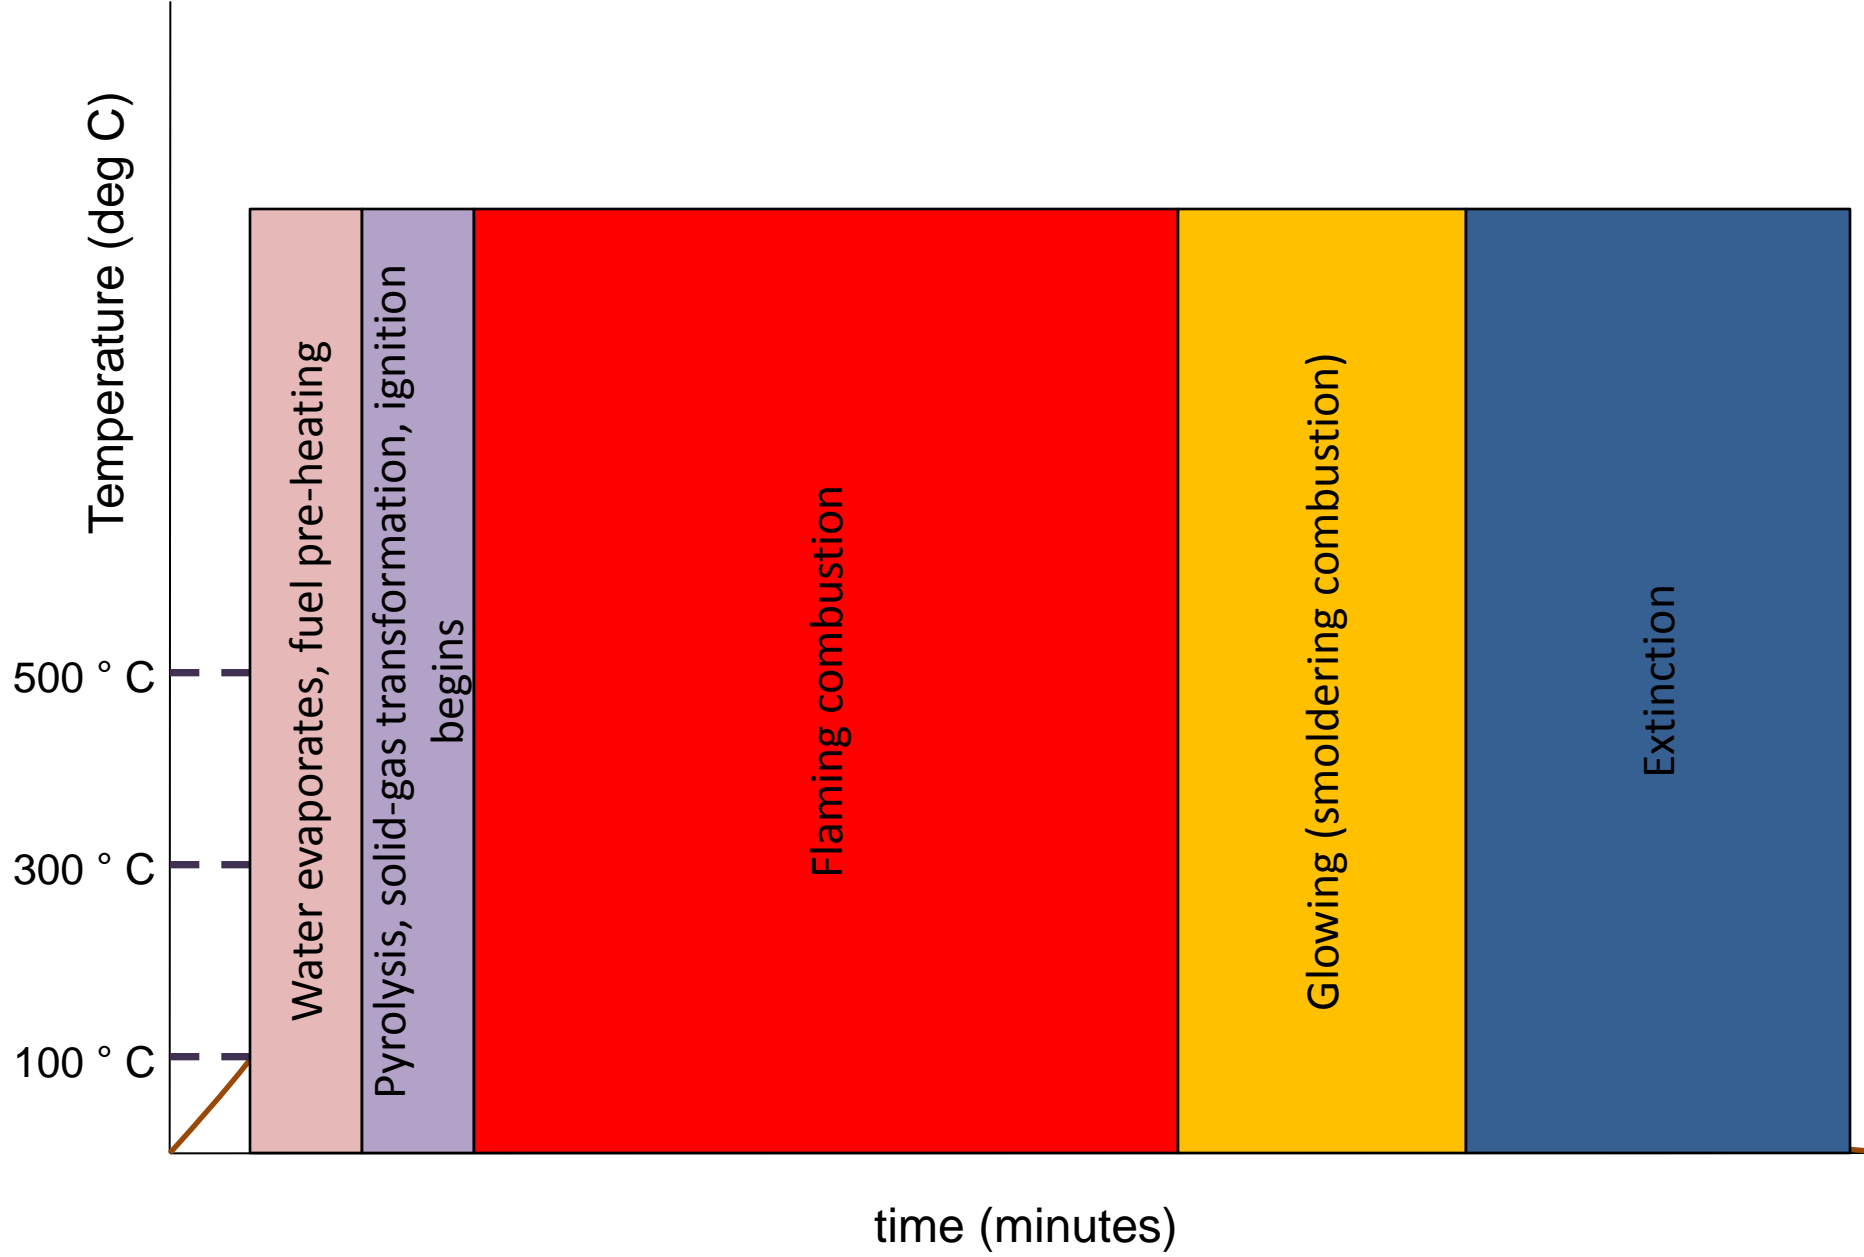 Temperature (deg C)
500 ° C
300 ° C
100 ° C
Water evaporates, fuel pre-heating
Pyrolysis, solid-gas transformation, ignition
begins
Flaming combustion
Glowing (smoldering combustion)
Extinction
time (minutes)